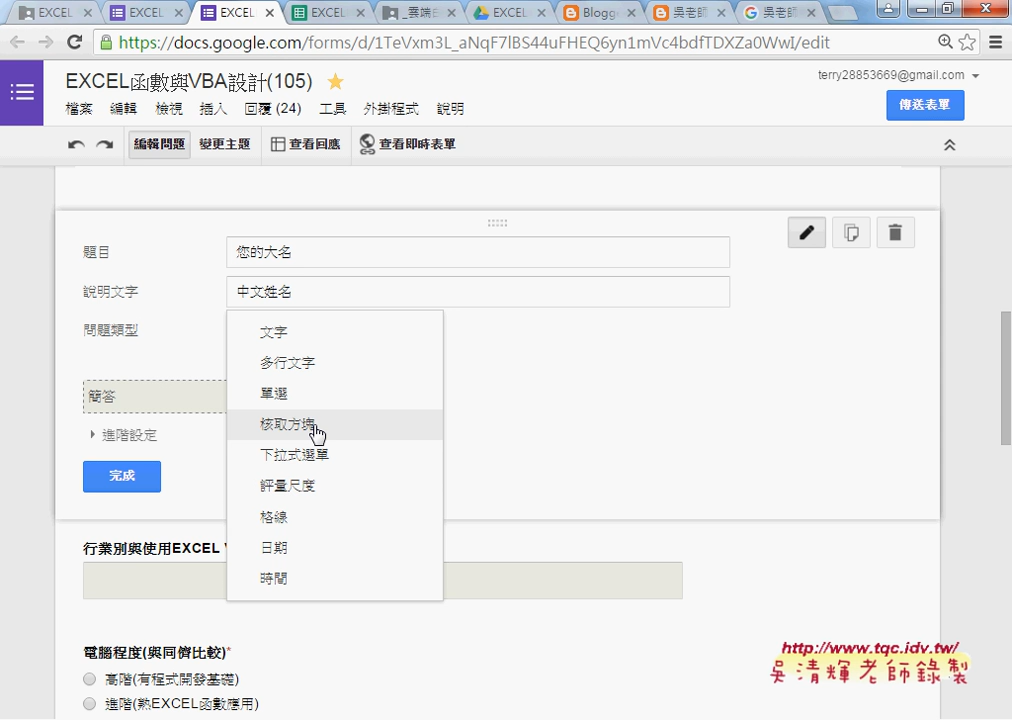 EXCEL
EXCEL
EXCEL
EXCEL
_雲端E
EXCEL
Blogg
吳老師
吳老師
https://docs.google.com/forms/d/1TeVxm3L_aNqF7lBS44uFHEQ6yn1mVc4bdfTDXZa0WwI/edit
EXCEL函數與VBA設計(105)
terry28853669@gmail.com
檔案 編輯 檢視 插入 回覆 (24) 工具 外掛程式 說明
傳送表單
編輯問題 變更主題 查看回應 查看即時表單
題目 您的大名
說明文字 中文姓名
問題類型
文字
多行文字
單選
核取方塊
下拉式選單
評量尺度
格線
日期
時間
簡答
進階設定
完成
行業別與使用EXCEL
電腦程度(與同儕比較)*
高階(有程式開發基礎)
進階(熟EXCEL函數應用)
http://www.tqc.idv.tw/
吳清輝老師錄製